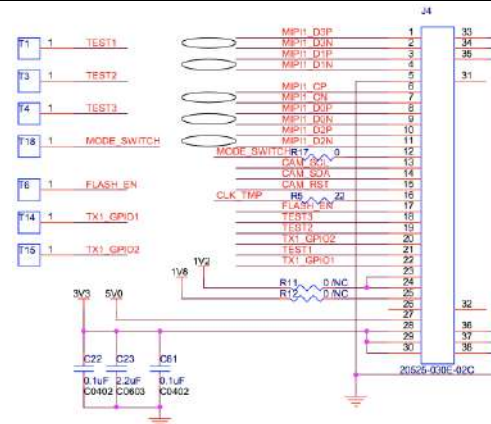 J4
MIPI1_D3P 1 33
T1 1 TEST1 MIPI1_D3N 2 34
MIPI1_D1P 3 35
MIPI1_D1N 4
T3 1 TEST2 5 31
MIPI1_CP 6
MIPI1_CN 7
T4 1 TEST3 MIPI1_D0P 8
MIPI1_D0N 9
MIPI1_D2P 10
T18 1 MODE_SWITCH MIPI1_D2N 11
MODE_SWITCH R17 0 12
CAM_SCL 13
CAM_SDA 14
T6 1 FLASH_EN CAM_RST 15
CLK_TMP R5 22 16
FLASH_EN 17
T14 1 TX1_GPIO1 TEST3 18
TEST2 19
TX1_GPIO2 20
T15 1 TX1_GPIO2 TEST1 21
TX1_GPIO1 22
1V2 23
1V8 R11 0/NC 24
R12 0/NC 25
3V3 5V0 26 32
27
28 36
29 37
30 38
C22 C23 C61 20525-030E-02C
0.1uF 2.2uF 0.1uF
C0402 C0603 C0402